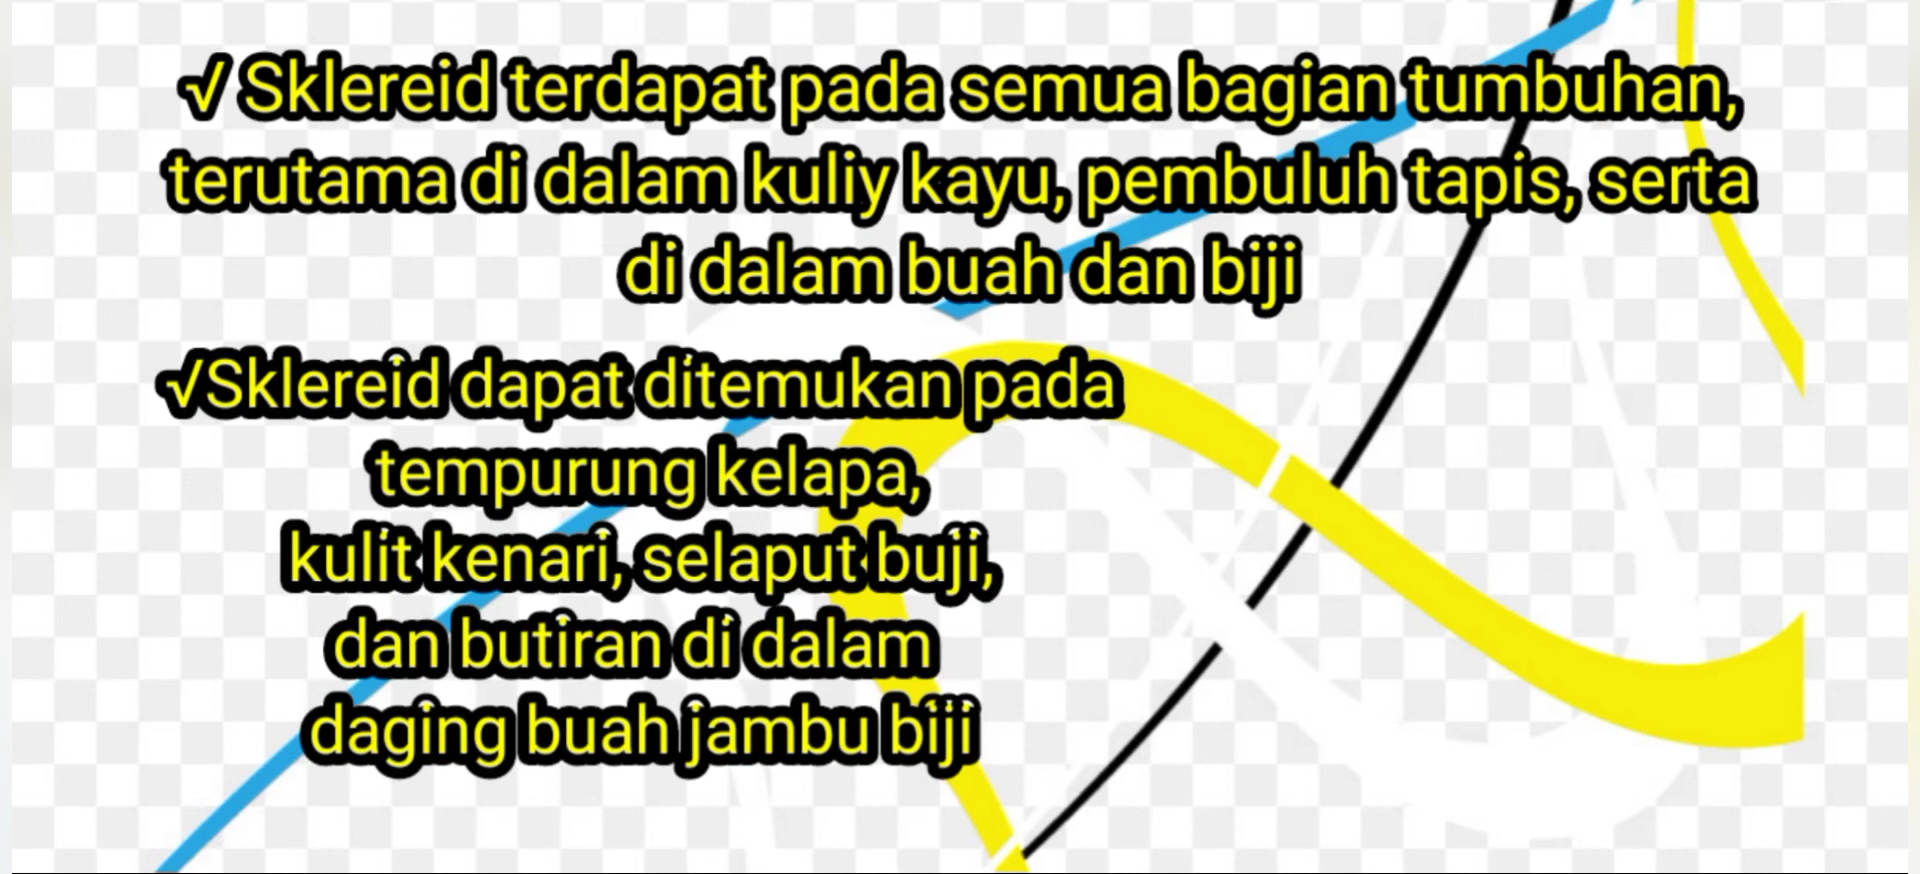 √ Sklereid terdapat pada semua bagian tumbuhan,
terutama di dalam kuliy kayu, pembuluh tapis, serta
di dalam buah dan biji
√Sklereid dapat ditemukan pada
tempurung kelapa,
kulit kenari, selaput buji,
dan butiran di dalam
daging buah jambu biji